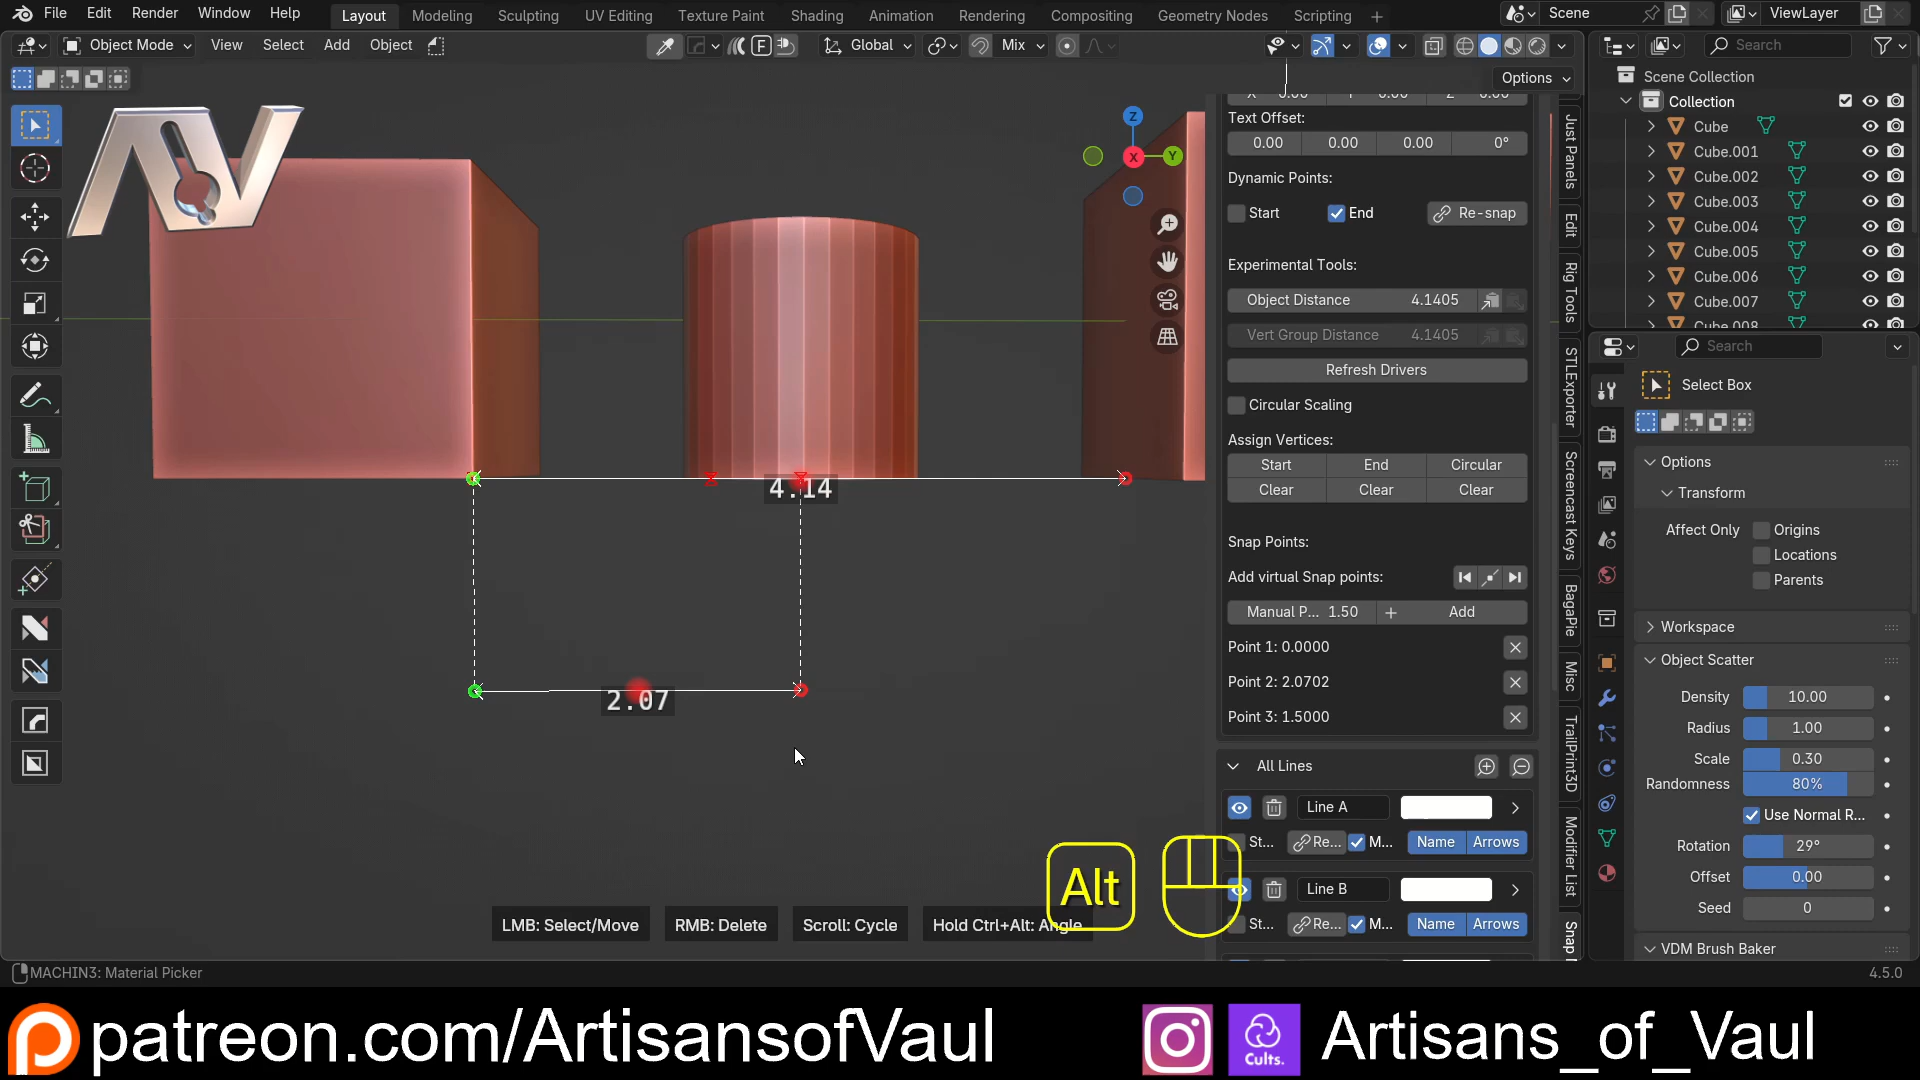 File Edit Render Window Help Layout Modeling Sculpting UV Editing Texture Paint Shading Animation Rendering Compositing Geometry Nodes Scripting + Scene ViewLayer
Object Mode View Select Add Object Global Mix Search
Options
Scene Collection
Collection
Cube
Cube.001
Cube.002
Cube.003
Cube.004
Cube.005
Cube.006
Cube.007
Cube.008
AV
Z
X
Y
X 0.00 Y 0.00 Z 0.00
Text Offset:
0.00 0.00 0.00 0°
Dynamic Points:
Start End Re-snap
Experimental Tools:
Object Distance 4.1405
Vert Group Distance 4.1405
Refresh Drivers
Circular Scaling
Assign Vertices:
Start End Circular
Clear Clear Clear
Snap Points:
Add virtual Snap points:
Manual P... 1.50 + Add
Point 1: 0.0000
Point 2: 2.0702
Point 3: 1.5000
All Lines
Line A
St... Re... M... Name Arrows
Line B
St... Re... M... Name Arrows
Just Panels
Edit
Rig Tools
STLExporter
Screencast Keys
BagaPie
Misc
TrailPrint3D
Modifier List
Snap
4.14
2.07
Alt
LMB: Select/Move RMB: Delete Scroll: Cycle Hold Ctrl+Alt: Angle
Search
Select Box
Options
Transform
Affect Only Origins
Locations
Parents
Workspace
Object Scatter
Density 10.00
Radius 1.00
Scale 0.30
Randomness 80%
Use Normal R...
Rotation 29°
Offset 0.00
Seed 0
VDM Brush Baker
MACHIN3: Material Picker 4.5.0
patreon.com/ArtisansofVaul Cults. Artisans_of_Vaul